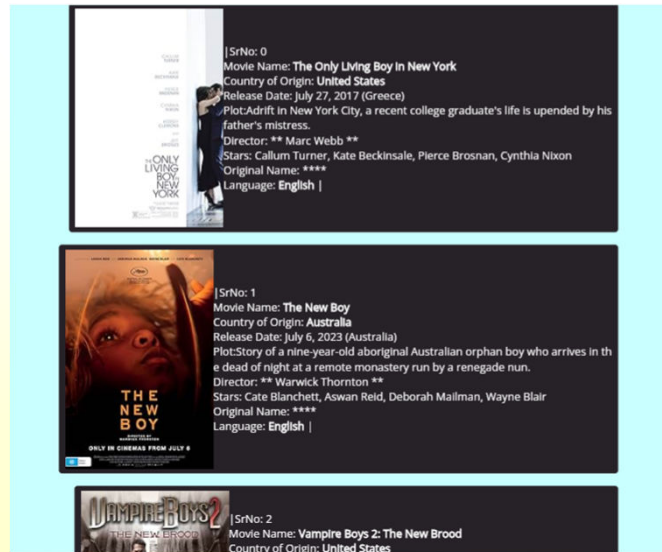 THE ONLY
LIVING
BOY IN
NEW
YORK
|SrNo: 0
Movie Name: The Only Living Boy in New York
Country of Origin: United States
Release Date: July 27, 2017 (Greece)
Plot:Adrift in New York City, a recent college graduate's life is upended by his
father's mistress.
Director: ** Marc Webb **
Stars: Callum Turner, Kate Beckinsale, Pierce Brosnan, Cynthia Nixon
Original Name: ****
Language: English |
THE
NEW
BOY
DIRECTED BY
WARWICK THORNTON
ONLY IN CINEMAS FROM JULY 6
|SrNo: 1
Movie Name: The New Boy
Country of Origin: Australia
Release Date: July 6, 2023 (Australia)
Plot:Story of a nine-year-old aboriginal Australian orphan boy who arrives in th
e dead of night at a remote monastery run by a renegade nun.
Director: ** Warwick Thornton **
Stars: Cate Blanchett, Aswan Reid, Deborah Mailman, Wayne Blair
Original Name: ****
Language: English |
VAMPIRE BOYS 2
THE NEW BROOD
|SrNo: 2
Movie Name: Vampire Boys 2: The New Brood
Country of Origin: United States